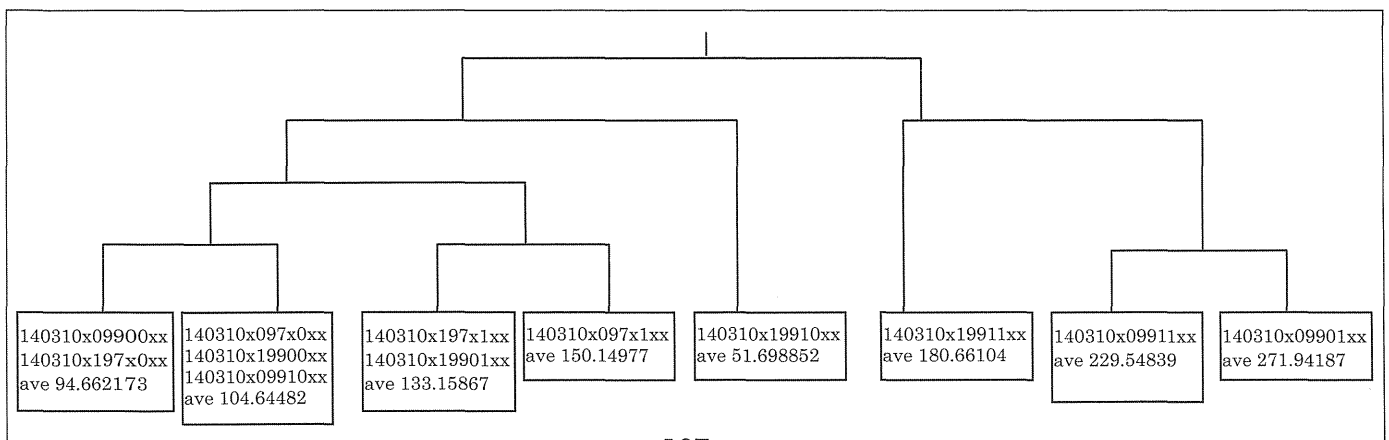 140310x09900xx
140310x197x0xx
ave 94.662173
140310x097x0xx
140310x19900xx
140310x09910xx
ave 104.64482
140310x197x1xx
140310x19901xx
ave 133.15867
140310x097x1xx
ave 150.14977
140310x19910xx
ave 51.698852
140310x19911xx
ave 180.66104
140310x09911xx
ave 229.54839
140310x09901xx
ave 271.94187